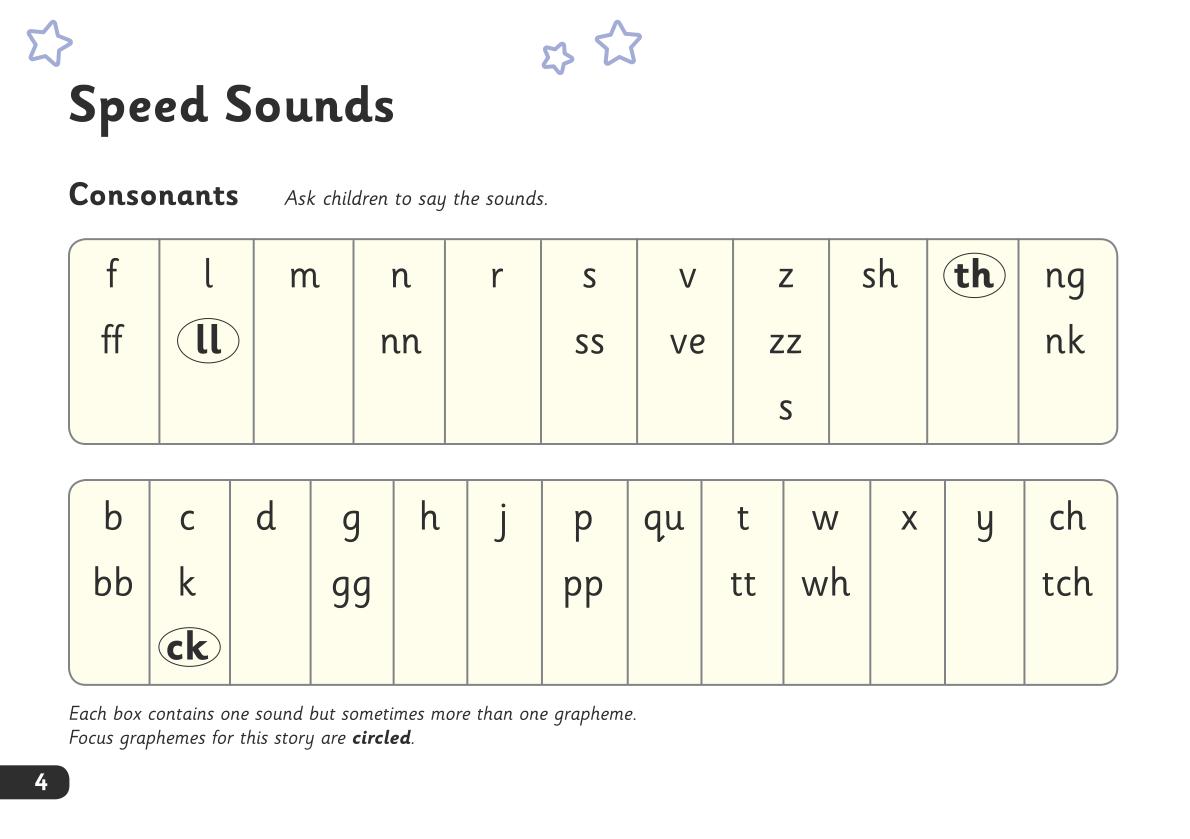 Speed Sounds
Consonants Ask children to say the sounds.
f l m n r s v z sh th ng
ff ll nn ss ve zz nk
s
b c d g h j p qu t w x y ch
bb k gg pp tt wh tch
ck
Each box contains one sound but sometimes more than one grapheme.
Focus graphemes for this story are circled.
4